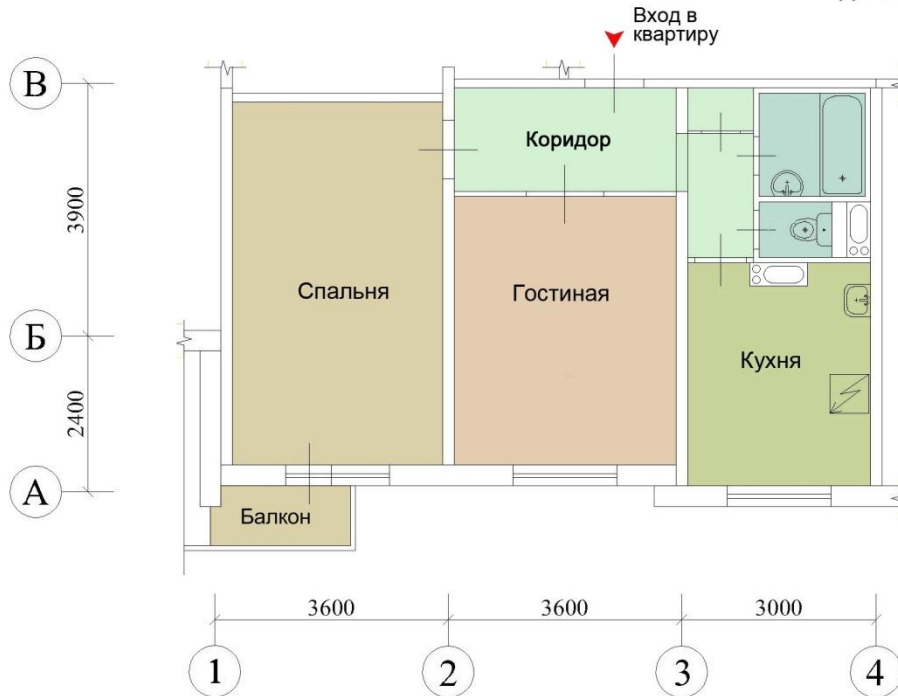 Вход в
квартиру
В
Коридор
3900
Спальня
Гостиная
Б
Кухня
2400
А
Балкон
3600
3600
3000
1
2
3
4